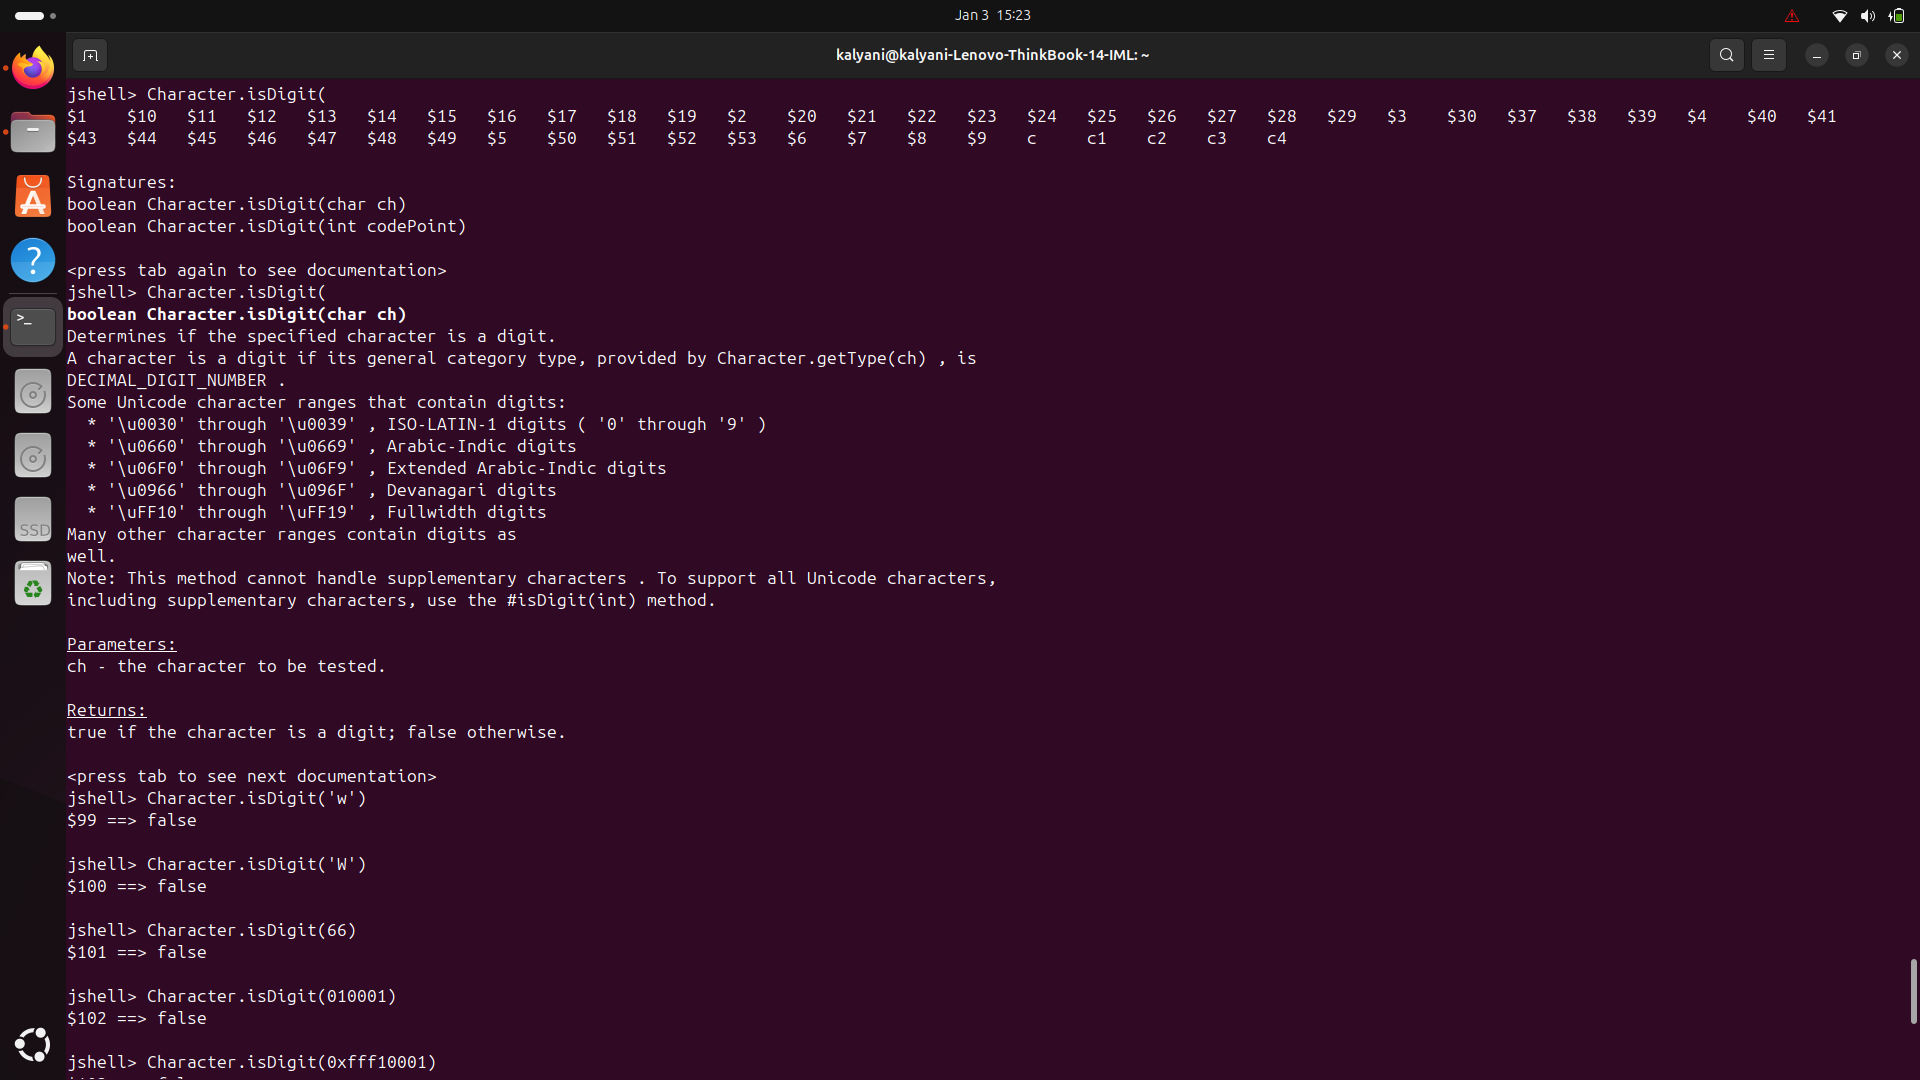 Jan 3 15:23
kalyani@kalyani-Lenovo-ThinkBook-14-IML: ~
jshell> Character.isDigit(
$1 $10 $11 $12 $13 $14 $15 $16 $17 $18 $19 $2 $20 $21 $22 $23 $24 $25 $26 $27 $28 $29 $3 $30 $37 $38 $39 $4 $40 $41
$43 $44 $45 $46 $47 $48 $49 $5 $50 $51 $52 $53 $6 $7 $8 $9 c c1 c2 c3 c4
Signatures:
boolean Character.isDigit(char ch)
boolean Character.isDigit(int codePoint)
<press tab again to see documentation>
jshell> Character.isDigit(
boolean Character.isDigit(char ch)
Determines if the specified character is a digit.
A character is a digit if its general category type, provided by Character.getType(ch) , is
DECIMAL_DIGIT_NUMBER .
Some Unicode character ranges that contain digits:
* '\u0030' through '\u0039' , ISO-LATIN-1 digits ( '0' through '9' )
* '\u0660' through '\u0669' , Arabic-Indic digits
* '\u06F0' through '\u06F9' , Extended Arabic-Indic digits
* '\u0966' through '\u096F' , Devanagari digits
* '\uFF10' through '\uFF19' , Fullwidth digits
Many other character ranges contain digits as
well.
Note: This method cannot handle supplementary characters . To support all Unicode characters,
including supplementary characters, use the #isDigit(int) method.
Parameters:
ch - the character to be tested.
Returns:
true if the character is a digit; false otherwise.
<press tab to see next documentation>
jshell> Character.isDigit('w')
$99 ==> false
jshell> Character.isDigit('W')
$100 ==> false
jshell> Character.isDigit(66)
$101 ==> false
jshell> Character.isDigit(010001)
$102 ==> false
jshell> Character.isDigit(0xfff10001)
SSD